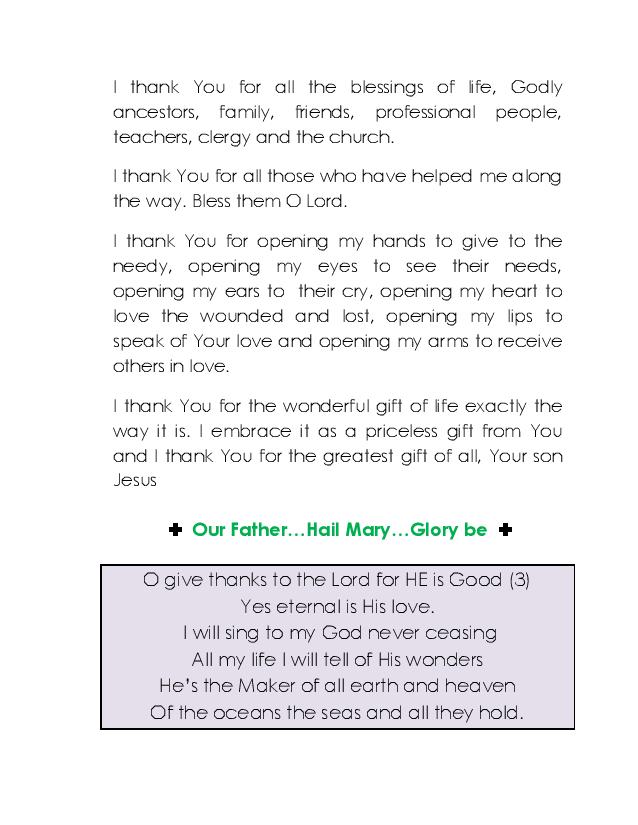 I thank You for all the blessings of life, Godly
ancestors, family, friends, professional people,
teachers, clergy and the church.
I thank You for all those who have helped me along
the way. Bless them O Lord.
I thank You for opening my hands to give to the
needy, opening my eyes to see their needs,
opening my ears to  their cry, opening my heart to
love the wounded and lost, opening my lips to
speak of Your love and opening my arms to receive
others in love.
I thank You for the wonderful gift of life exactly the
way it is. I embrace it as a priceless gift from You
and I thank You for the greatest gift of all, Your son
Jesus
✚ Our Father…Hail Mary…Glory be ✚
O give thanks to the Lord for HE is Good (3)
Yes eternal is His love.
I will sing to my God never ceasing
All my life I will tell of His wonders
He's the Maker of all earth and heaven
Of the oceans the seas and all they hold.